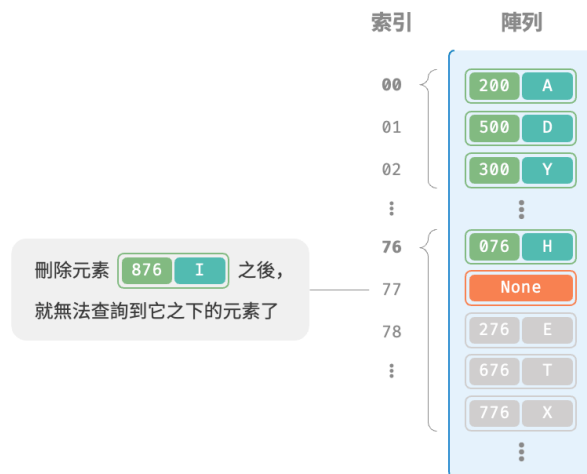 索引 陣列
00 200 A
01 500 D
02 300 Y
76 076 H
刪除元素 876 I 之後，
就無法查詢到它之下的元素了
77 None
78 276 E
676 T
776 X